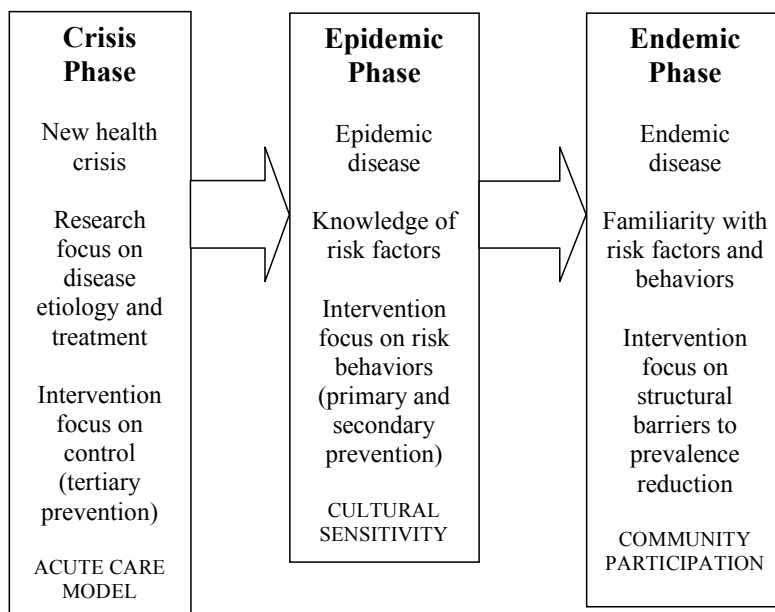 Crisis
Phase
New health
crisis
Research
focus on
disease
etiology and
treatment
Intervention
focus on
control
(tertiary
prevention)
ACUTE CARE
MODEL
Epidemic
Phase
Epidemic
disease
Knowledge of
risk factors
Intervention
focus on risk
behaviors
(primary and
secondary
prevention)
CULTURAL
SENSITIVITY
Endemic
Phase
Endemic
disease
Familiarity with
risk factors and
behaviors
Intervention
focus on
structural
barriers to
prevalence
reduction
COMMUNITY
PARTICIPATION